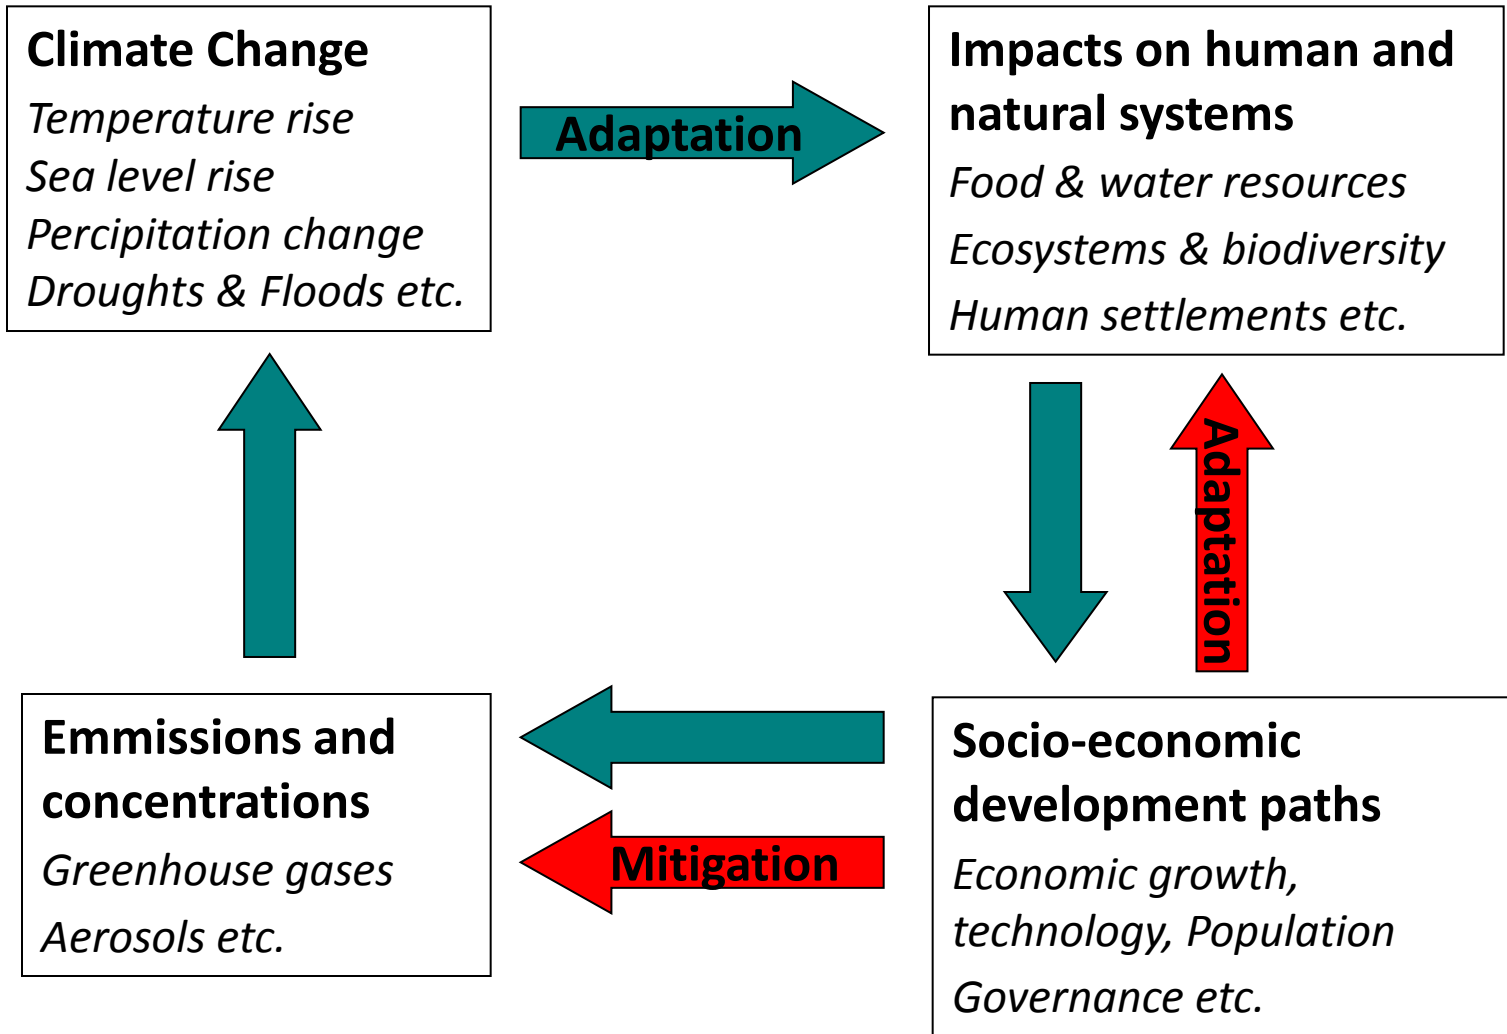 Climate Change
Temperature rise
Sea level rise
Percipitation change
Droughts & Floods etc.
Adaptation
Impacts on human and
natural systems
Food & water resources
Ecosystems & biodiversity
Human settlements etc.
Adaptation
Emmissions and
concentrations
Greenhouse gases
Aerosols etc.
Mitigation
Socio-economic
development paths
Economic growth,
technology, Population
Governance etc.